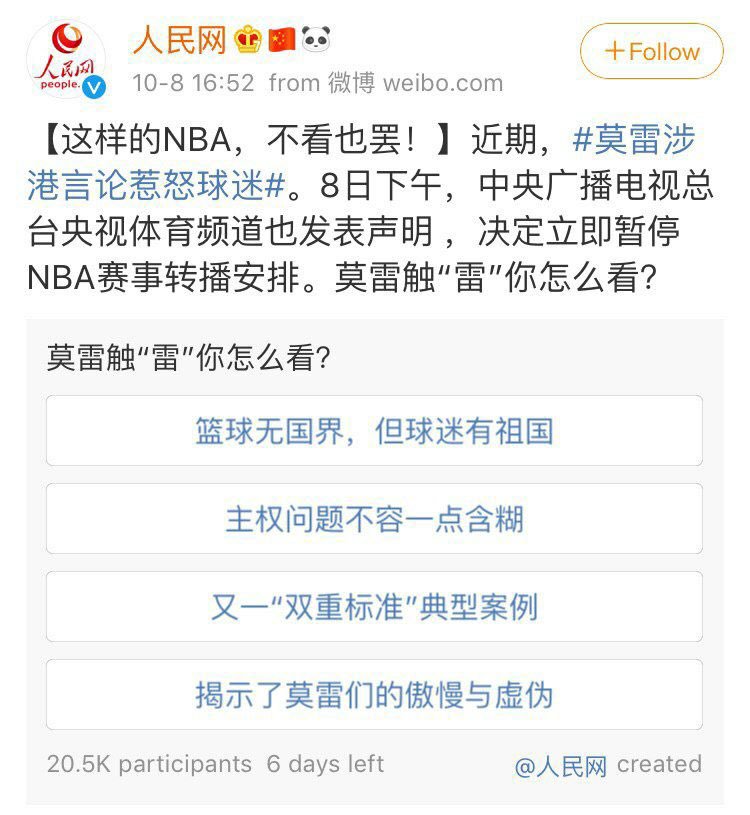 人民网
people.
人民网
10-8 16:52 from 微博 weibo.com
+Follow
【这样的NBA，不看也罢！】近期，#莫雷涉
港言论惹怒球迷#。8日下午，中央广播电视总
台央视体育频道也发表声明，决定立即暂停
NBA赛事转播安排。莫雷触“雷”你怎么看？
莫雷触“雷”你怎么看？
篮球无国界，但球迷有祖国
主权问题不容一点含糊
又一“双重标准”典型案例
揭示了莫雷们的傲慢与虚伪
20.5K participants 6 days left
@人民网 created